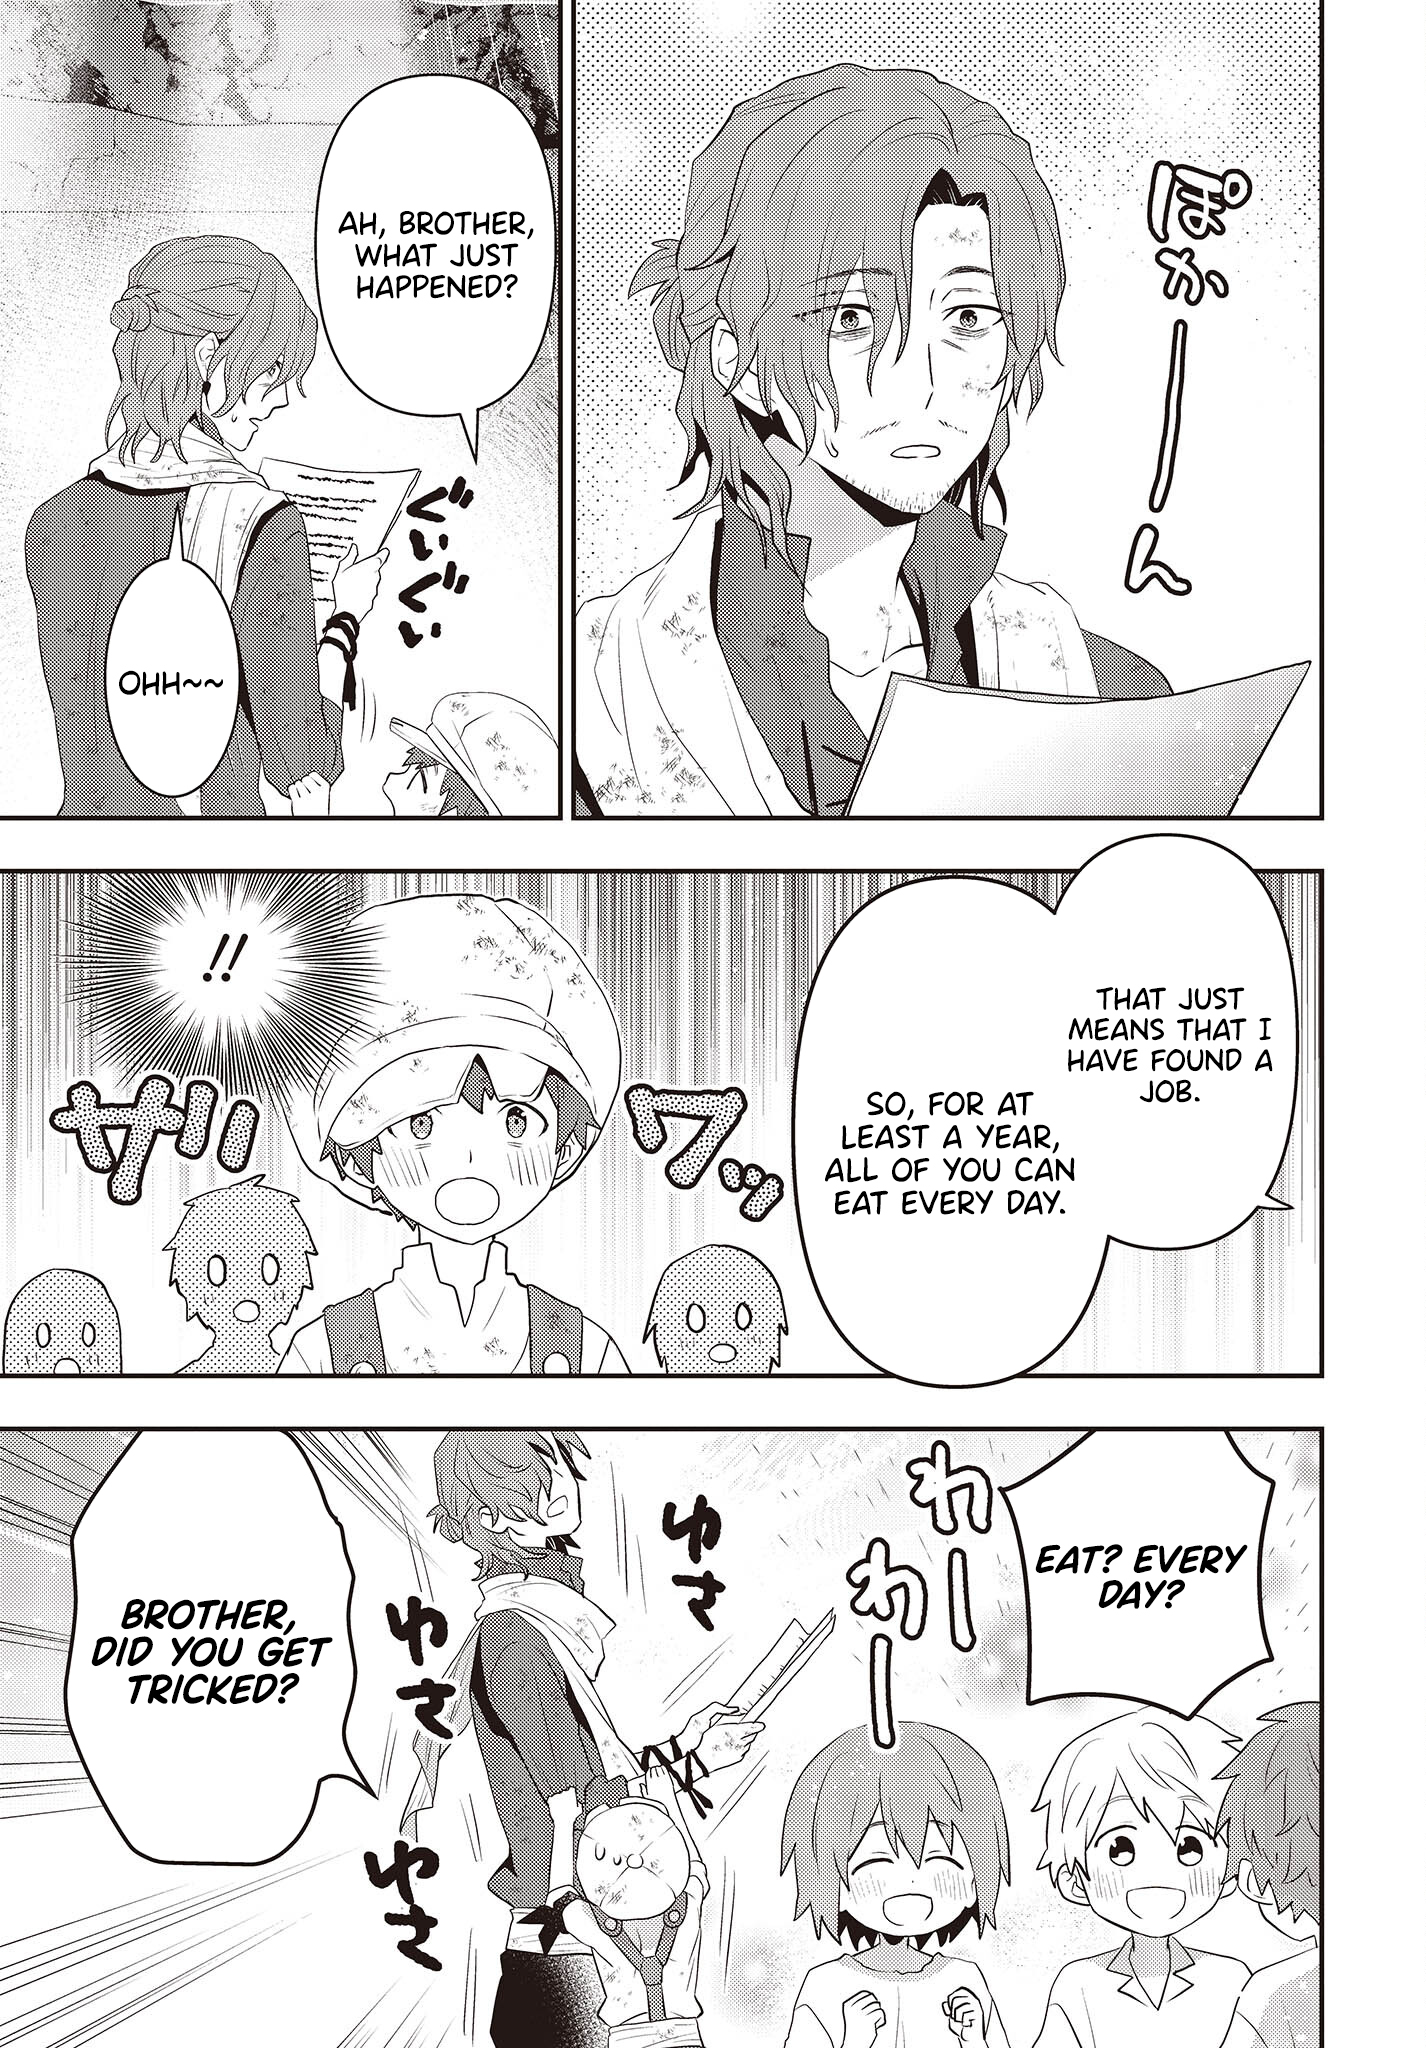 ぽかーーん
AH, BROTHER,
WHAT JUST
HAPPENED?
ぐいぐい
OHH~~
THAT JUST
MEANS THAT I
HAVE FOUND A
JOB.
SO, FOR AT
LEAST A YEAR,
ALL OF YOU CAN
EAT EVERY DAY.
ワッ
!!
ザバ
EAT? EVERY
DAY?
わーー
わーー
ゆさ
ゆさ
ゆさ
BROTHER,
DID YOU GET
TRICKED?